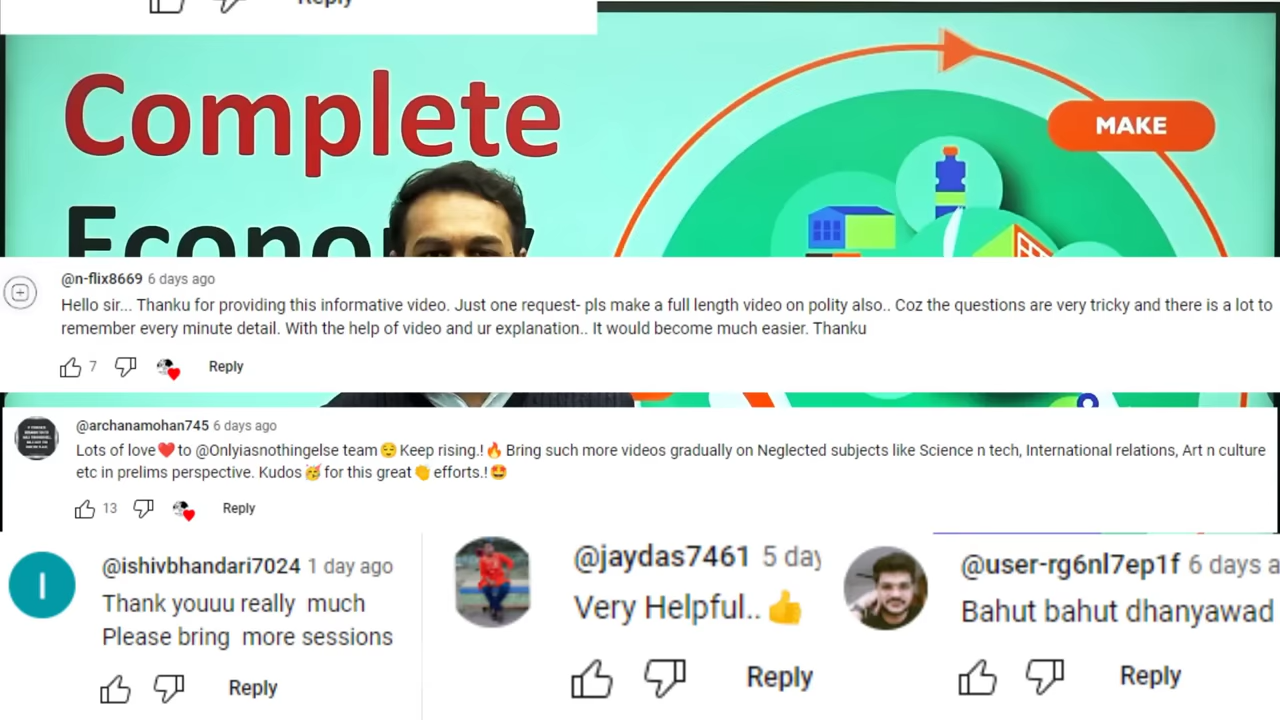 Reply
Complete
MAKE
@n-flix8669 6 days ago
Hello sir... Thanku for providing this informative video. Just one request- pls make a full length video on polity also.. Coz the questions are very tricky and there is a lot to
remember every minute detail. With the help of video and ur explanation.. It would become much easier. Thanku
7 Reply
@archanamohan745 6 days ago
Lots of love❤️to @Onlyiasnothingelse team😌Keep rising.!🔥Bring such more videos gradually on Neglected subjects like Science n tech, International relations, Art n culture
etc in prelims perspective. Kudos🥳for this great👏efforts.!🤩
13 Reply
@ishivbhandari7024 1 day ago
Thank youuu really much
Please bring more sessions
Reply
@jaydas7461 5 day
Very Helpful..👍
Reply
@user-rg6nl7ep1f 6 days a
Bahut bahut dhanyawad
Reply